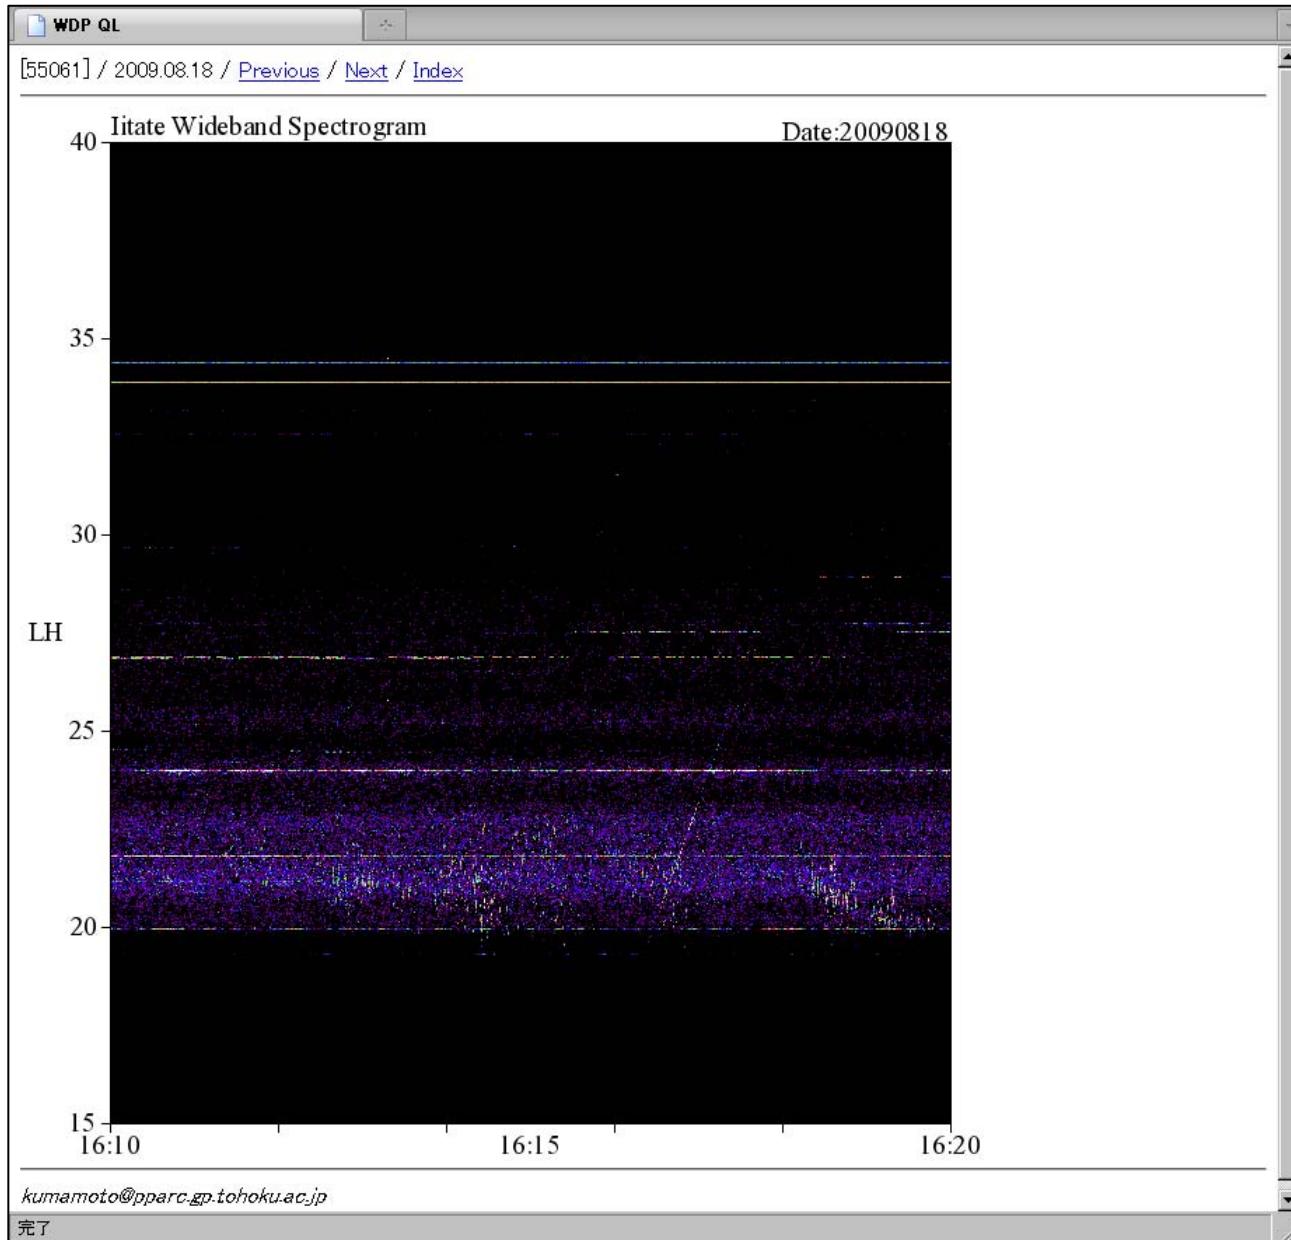 WDP QL
[55061] / 2009.08.18 / Previous / Next / Index
Iitate Wideband Spectrogram
Date:20090818
40
35
30
LH
25
20
15
16:10
16:15
16:20
kumamoto@pparc.gp.tohoku.ac.jp
完了